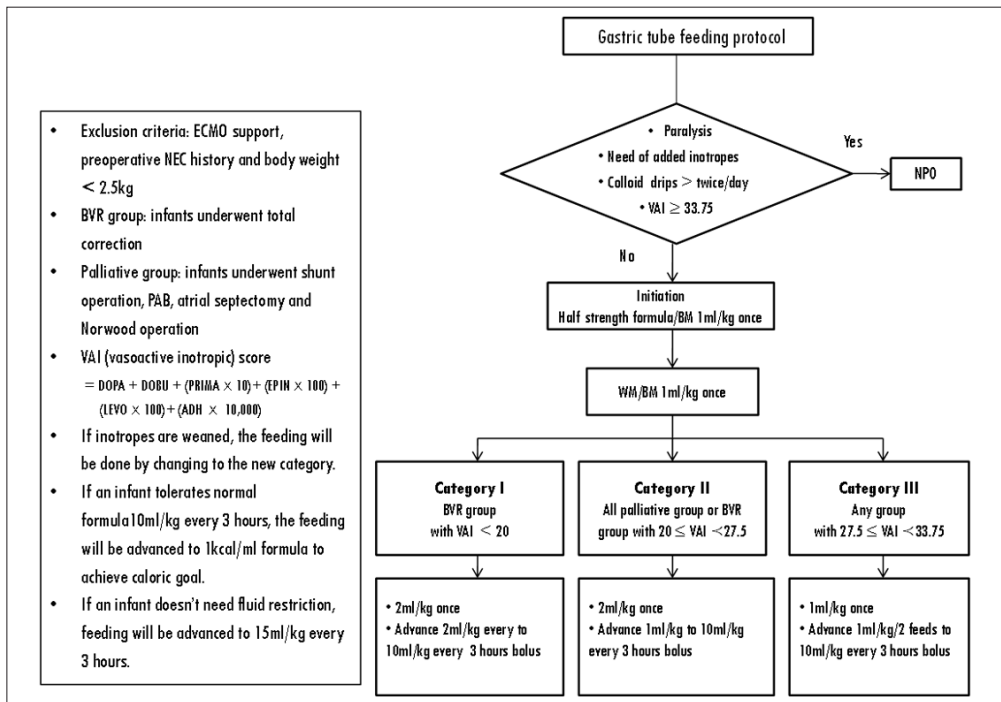 Gastric tube feeding protocol
• Exclusion criteria: ECMO support,
preoperative NEC history and body weight
< 2.5kg
• BVR group: infants underwent total
correction
• Palliative group: infants underwent shunt
operation, PAB, atrial septectomy and
Norwood operation
• VAI (vasoactive inotropic) score
= DOPA + DOBU + (PRIMA × 10) + (EPIN × 100) +
(LEVO × 100) + (ADH × 10,000)
• If inotropes are weaned, the feeding will
be done by changing to the new category.
• If an infant tolerates normal
formula10ml/kg every 3 hours, the feeding
will be advanced to 1kcal/ml formula to
achieve caloric goal.
• If an infant doesn't need fluid restriction,
feeding will be advanced to 15ml/kg every
3 hours.
• Paralysis
• Need of added inotropes
• Colloid drips > twice/day
• VAI ≥ 33.75
Yes
NPO
No
Initiation
Half strength formula/BM 1ml/kg once
WM/BM 1ml/kg once
Category I
BVR group
with VAI < 20
Category II
All palliative group or BVR
group with 20 ≤ VAI <27.5
Category III
Any group
with 27.5 ≤ VAI <33.75
• 2ml/kg once
• Advance 2ml/kg every to
10ml/kg every 3 hours bolus
• 2ml/kg once
• Advance 1ml/kg to 10ml/kg
every 3 hours bolus
• 1ml/kg once
• Advance 1ml/kg/2 feeds to
10ml/kg every 3 hours bolus